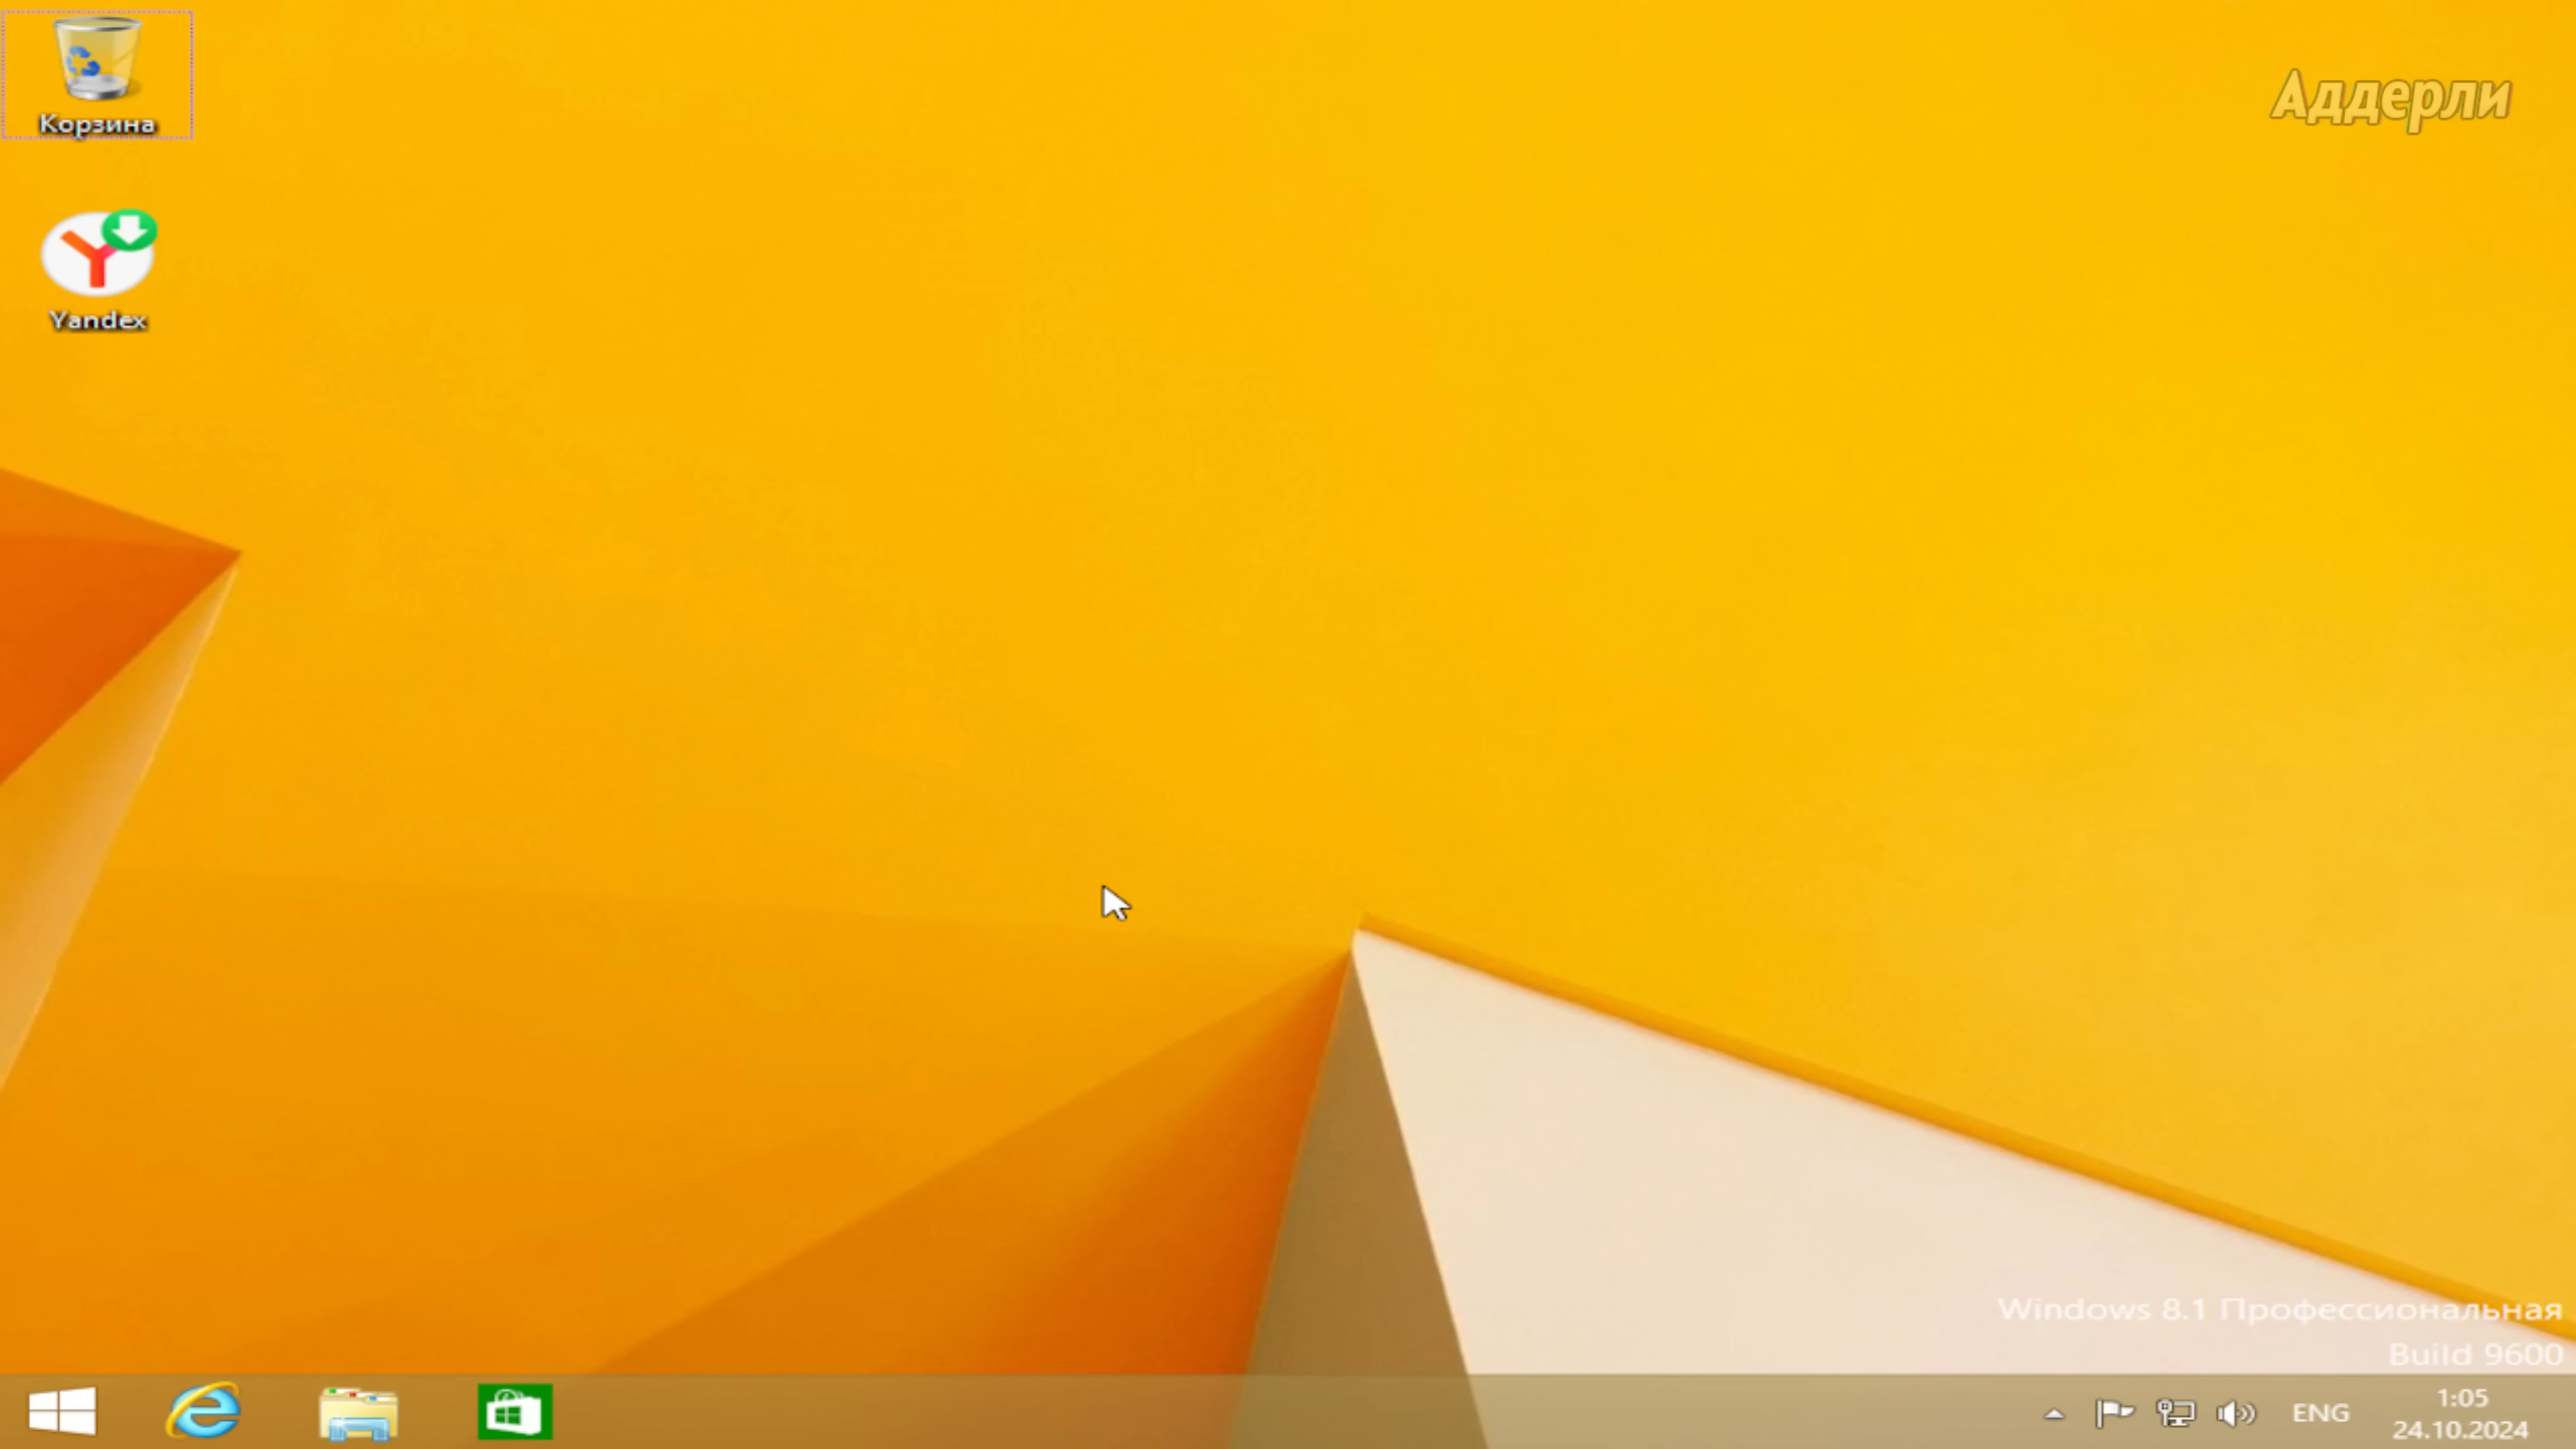 Корзина
Аддерли
Yandex
Windows 8.1 Профессиональная
Build 9600
ENG
1:05
24.10.2024